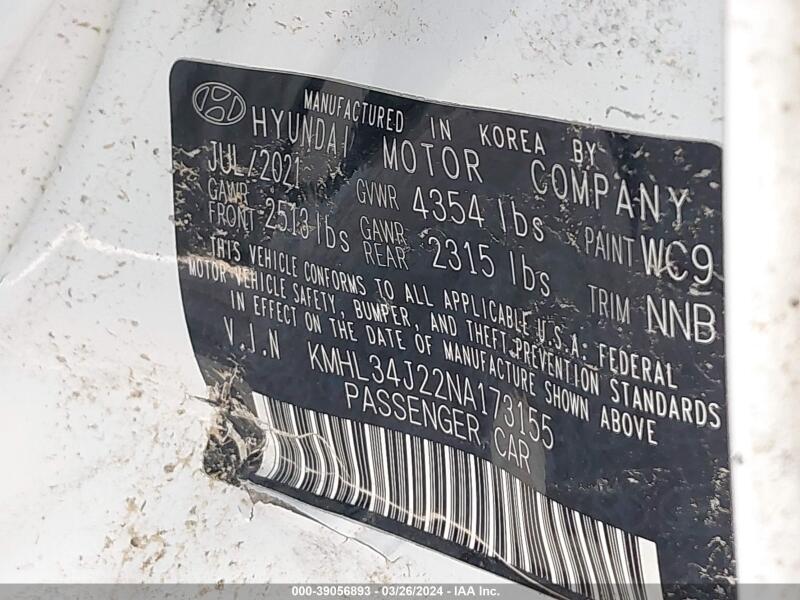 MANUFACTURED IN KOREA BY
HYUNDAI MOTOR COMPANY
JUL/2021 GVWR 4354 lbs PAINT WC9
GAWR FRONT 2513 lbs GAWR REAR 2315 lbs TRIM NNB
THIS VEHICLE CONFORMS TO ALL APPLICABLE U.S.A. FEDERAL
MOTOR VEHICLE SAFETY, BUMPER, AND THEFT PREVENTION STANDARDS
IN EFFECT ON THE DATE OF MANUFACTURE SHOWN ABOVE
V.I.N KMHL34J22NA173155
PASSENGER CAR
000-39056893 - 03/26/2024 - IAA Inc.